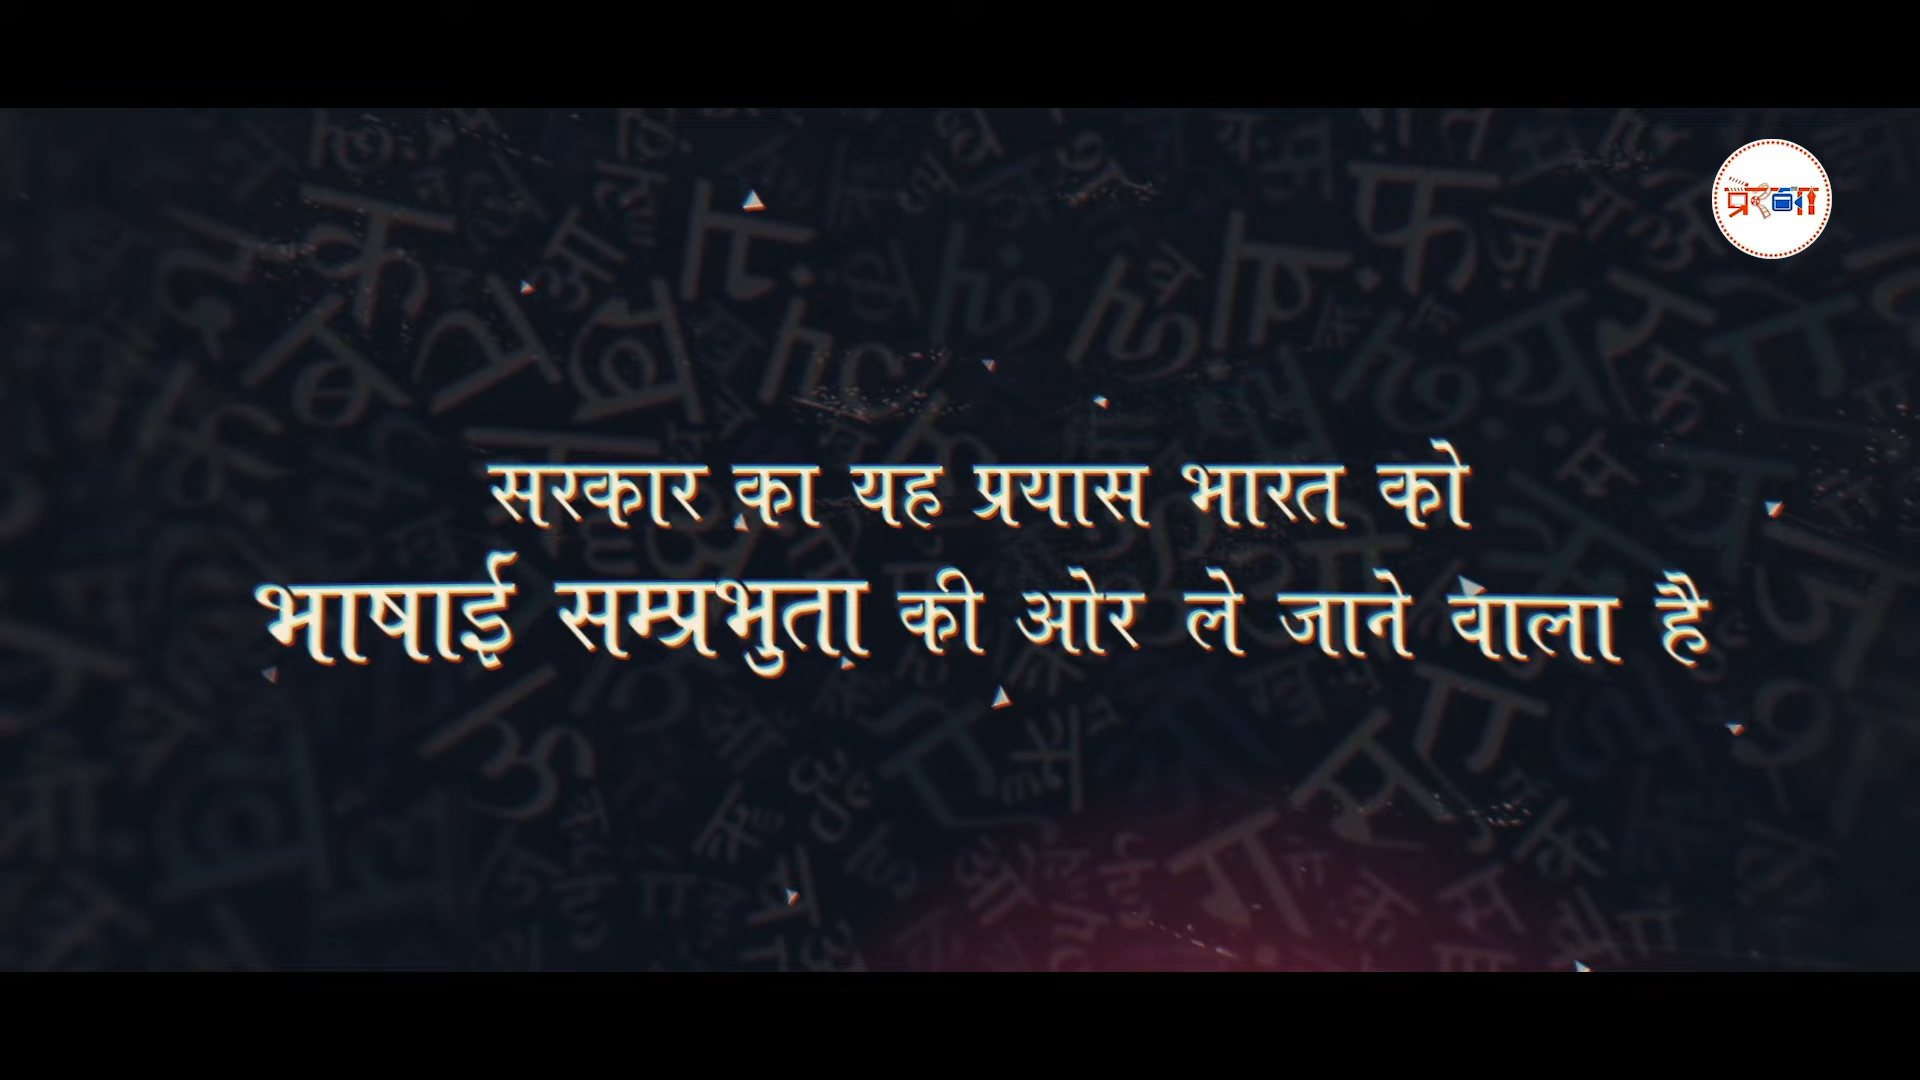 सरकार का यह प्रयास भारत को
भाषाई सम्प्रभुता की ओर ले जाने वाला है